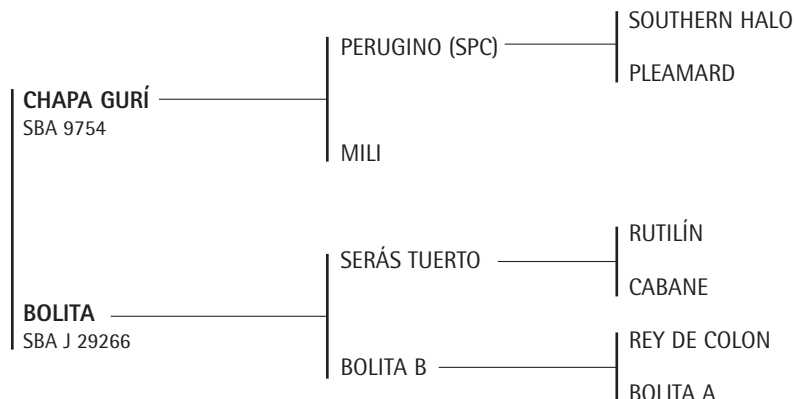 SOUTHERN HALO
PERUGINO (SPC)
PLEAMARD
CHAPA GURÍ
SBA 9754
MILI
RUTILÍN
SERÁS TUERTO
CABANE
BOLITA
SBA J 29266
REY DE COLON
BOLITA B
BOLITA A